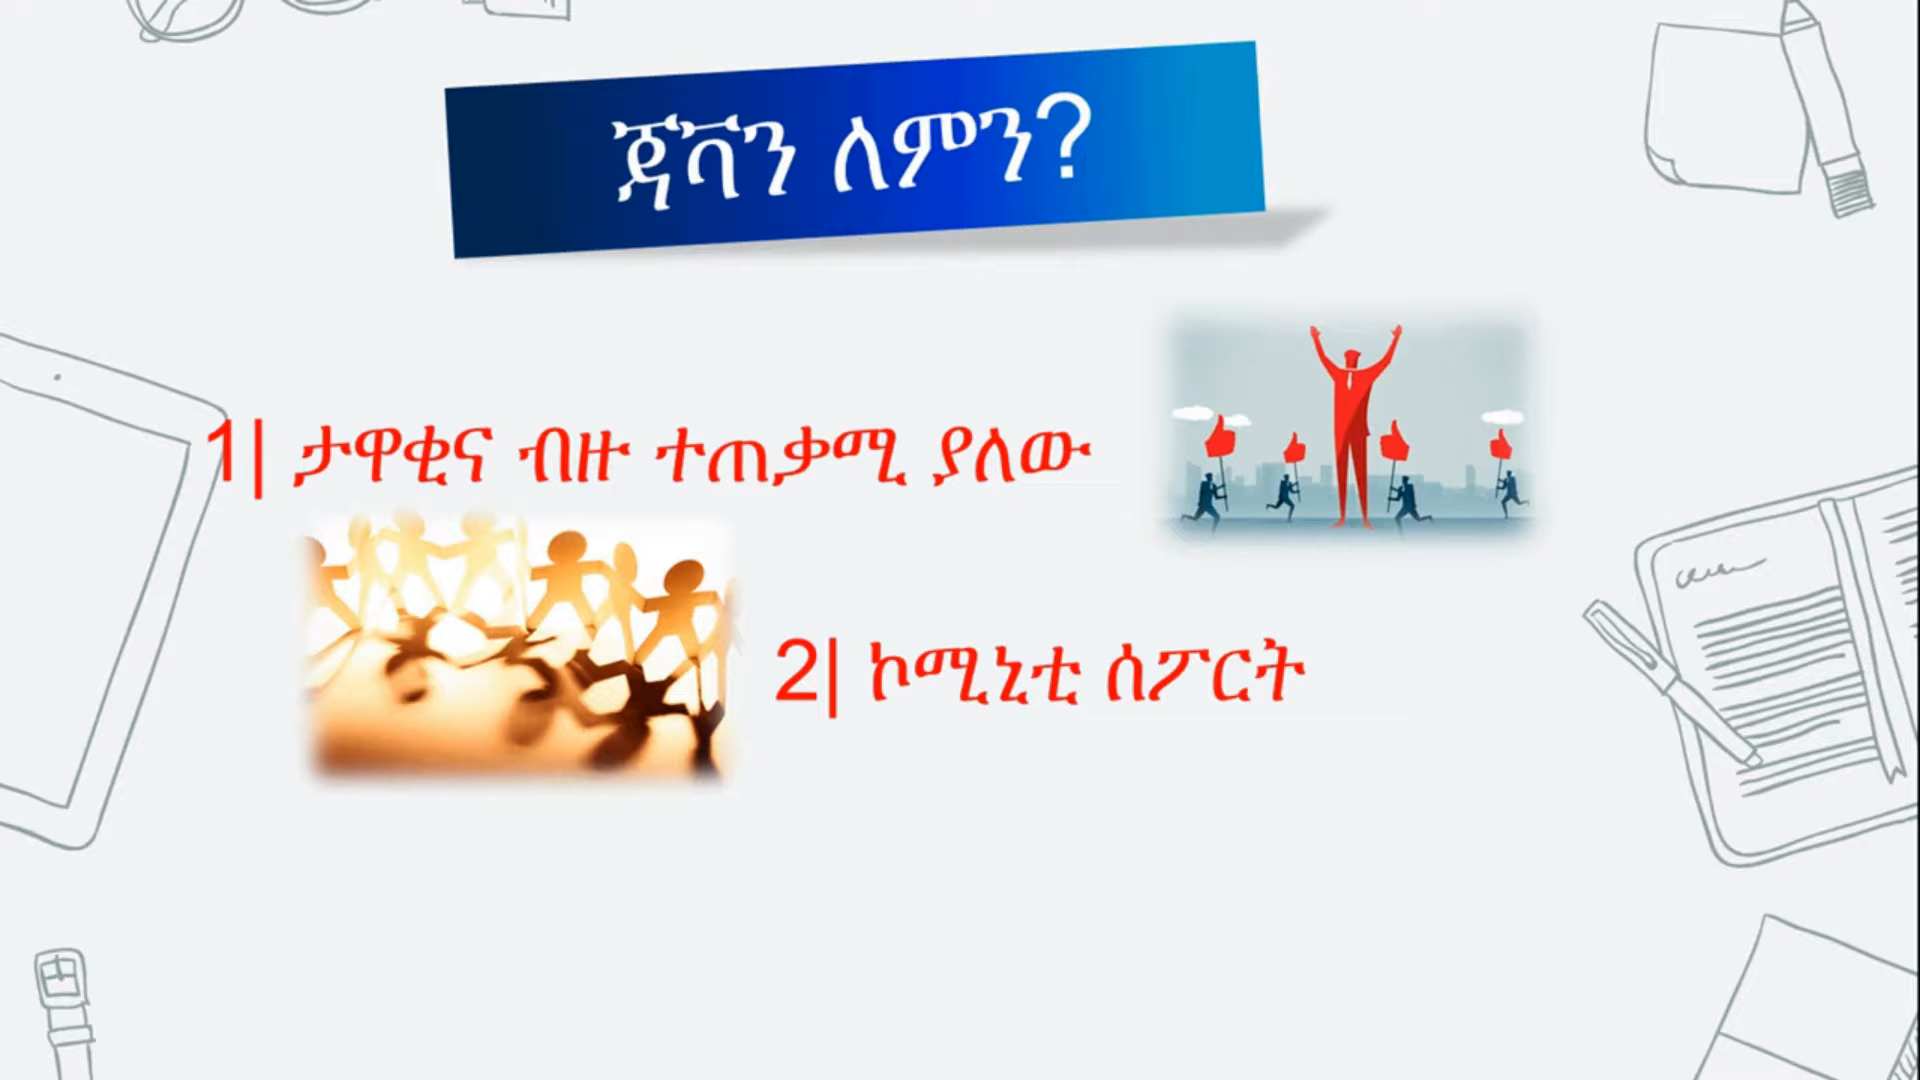 ጃቫን ለምን?
1| ታዋቂና ብዙ ተጠቃሚ ያለው
2| ኮሚኒቲ ሰፖርት